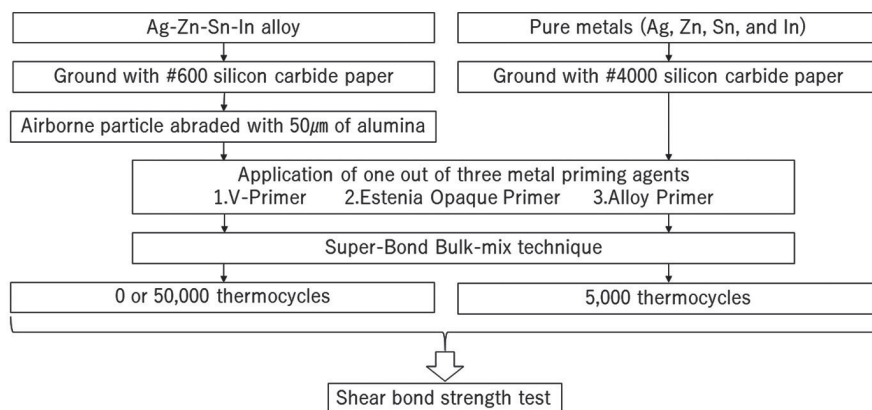 Ag-Zn-Sn-In alloy
Pure metals (Ag, Zn, Sn, and In)
Ground with #600 silicon carbide paper
Ground with #4000 silicon carbide paper
Airborne particle abraded with 50㎛ of alumina
Application of one out of three metal priming agents
1.V-Primer 2.Estenia Opaque Primer 3.Alloy Primer
Super-Bond Bulk-mix technique
0 or 50,000 thermocycles
5,000 thermocycles
Shear bond strength test